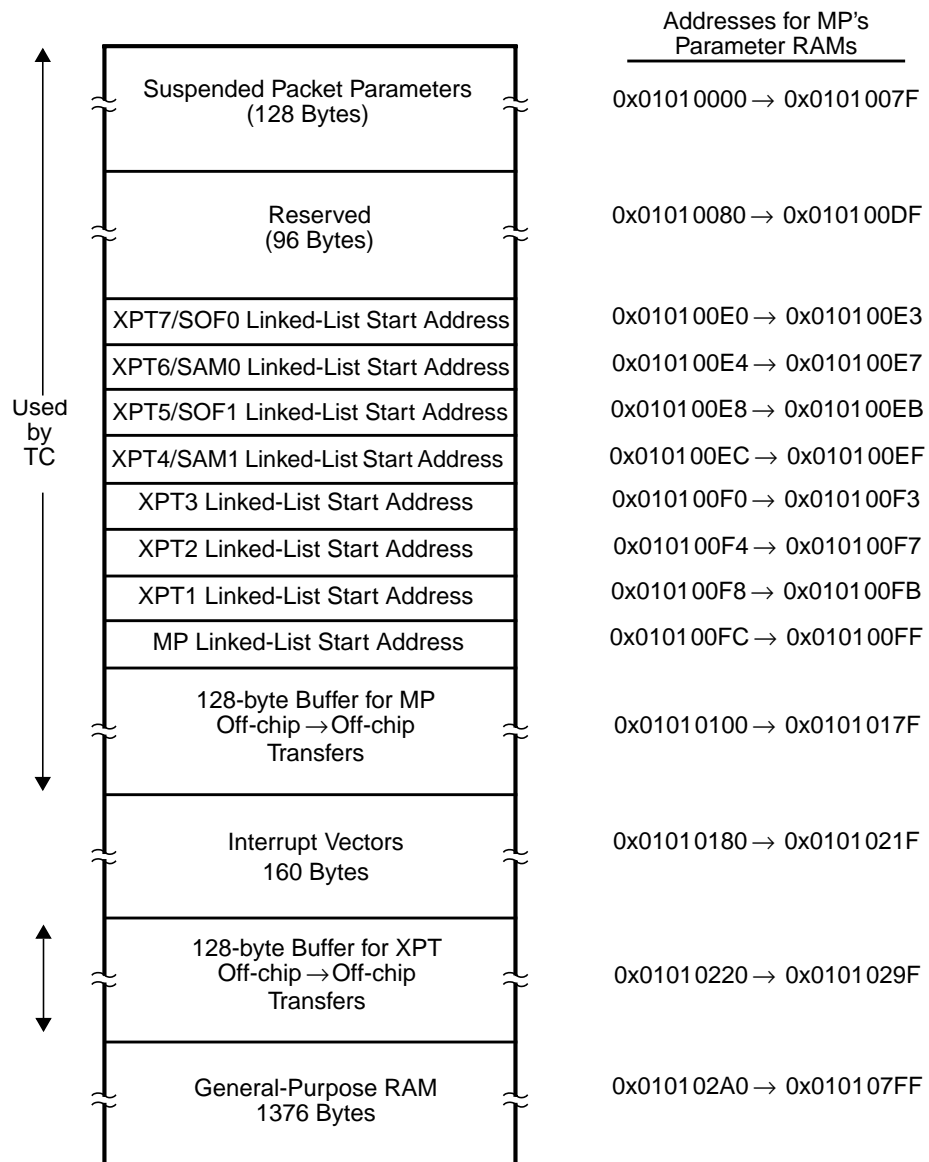 Addresses for MP's
Parameter RAMs
Suspended Packet Parameters
(128 Bytes)
0x01010000 → 0x0101007F
Reserved
(96 Bytes)
0x01010080 → 0x010100DF
XPT7/SOF0 Linked-List Start Address
0x010100E0 → 0x010100E3
XPT6/SAM0 Linked-List Start Address
0x010100E4 → 0x010100E7
XPT5/SOF1 Linked-List Start Address
0x010100E8 → 0x010100EB
XPT4/SAM1 Linked-List Start Address
0x010100EC → 0x010100EF
XPT3 Linked-List Start Address
0x010100F0 → 0x010100F3
XPT2 Linked-List Start Address
0x010100F4 → 0x010100F7
XPT1 Linked-List Start Address
0x010100F8 → 0x010100FB
MP Linked-List Start Address
0x010100FC → 0x010100FF
Used
by
TC
128-byte Buffer for MP
Off-chip → Off-chip
Transfers
0x01010100 → 0x0101017F
Interrupt Vectors
160 Bytes
0x01010180 → 0x0101021F
128-byte Buffer for XPT
Off-chip → Off-chip
Transfers
0x01010220 → 0x0101029F
General-Purpose RAM
1376 Bytes
0x010102A0 → 0x010107FF